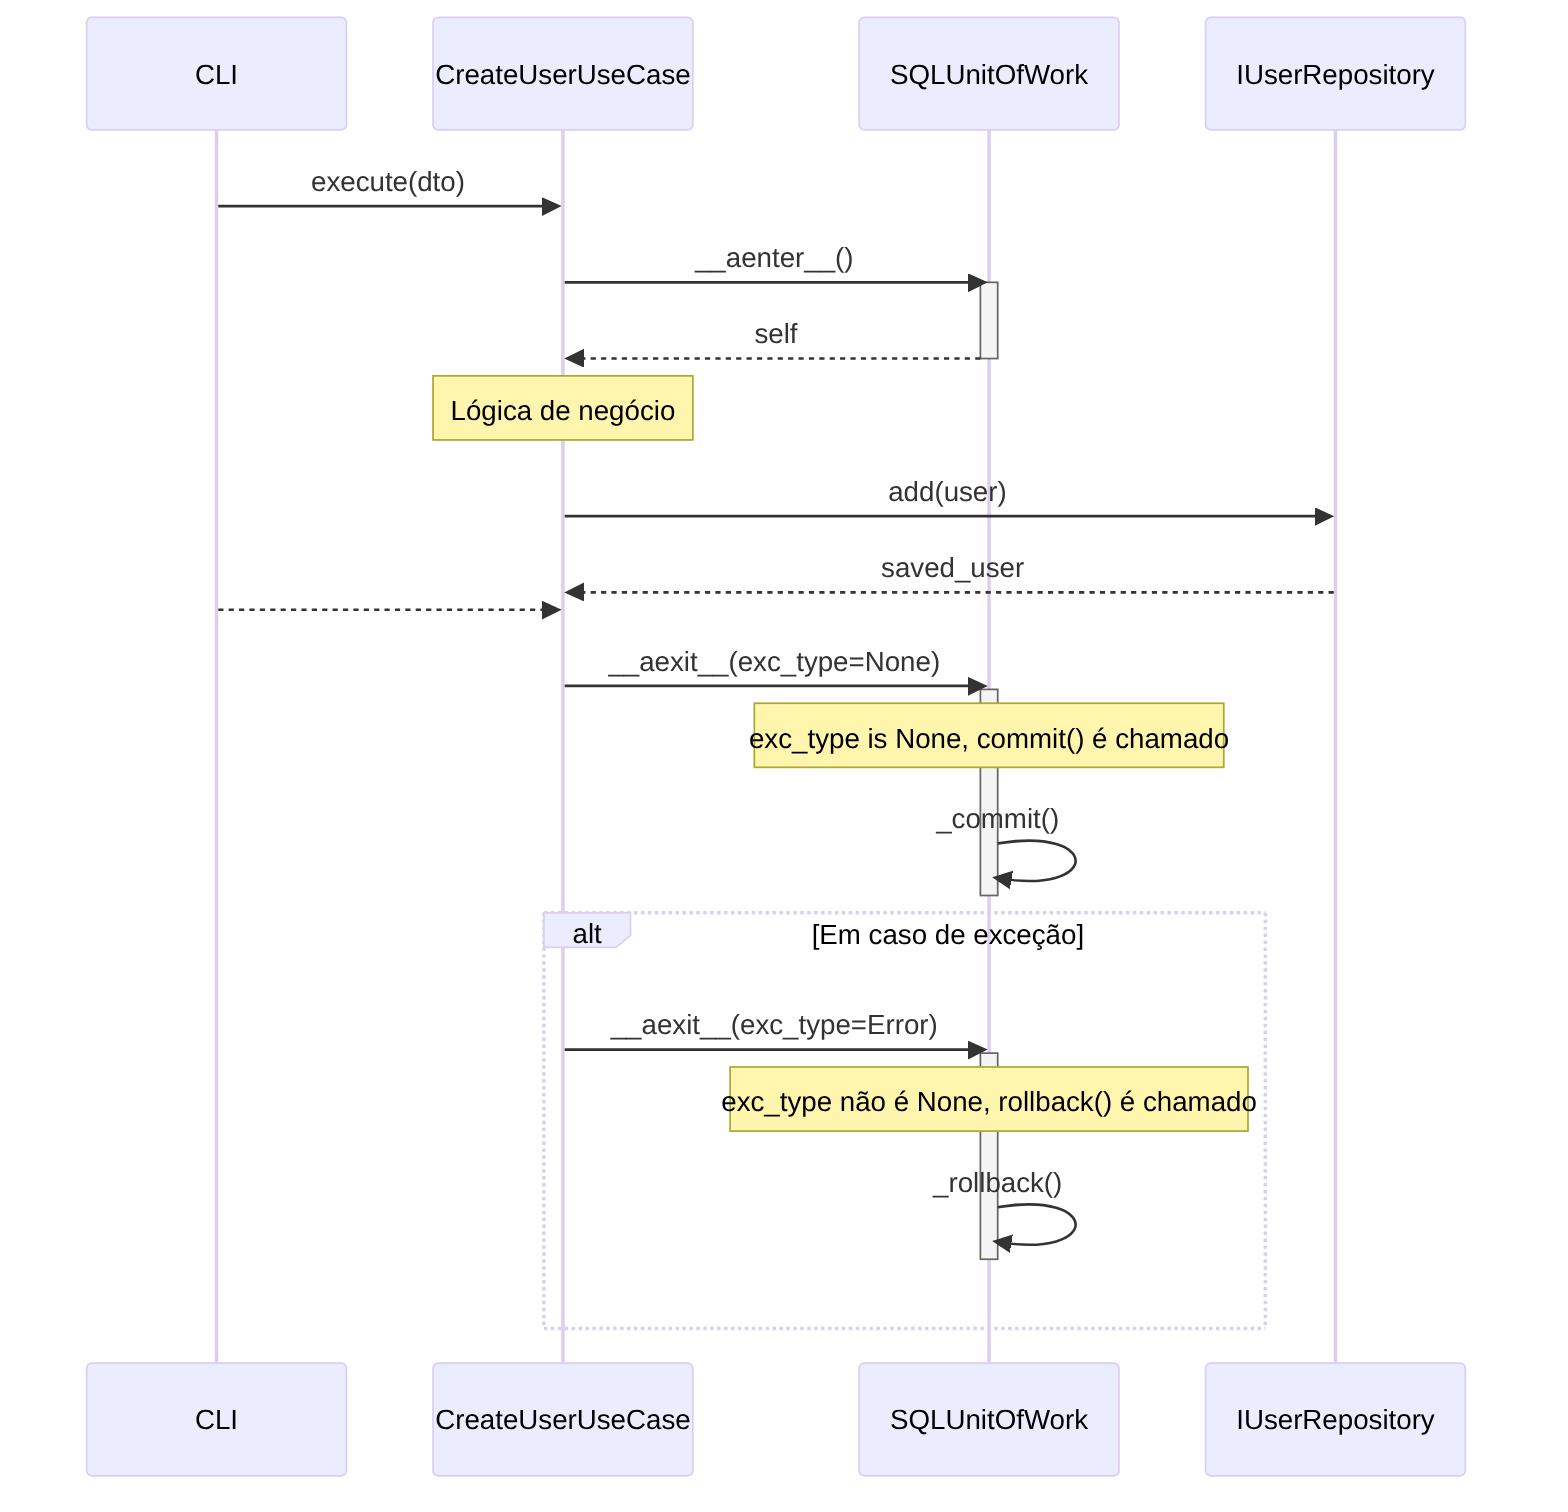 CLI
CreateUserUseCase
SQLUnitOfWork
IUserRepository
execute(dto)
__aenter__()
self
Lógica de negócio
add(user)
saved_user
__aexit__(exc_type=None)
exc_type is None, commit() é chamado
_commit()
alt
[Em caso de exceção]
__aexit__(exc_type=Error)
exc_type não é None, rollback() é chamado
_rollback()
CLI
CreateUserUseCase
SQLUnitOfWork
IUserRepository